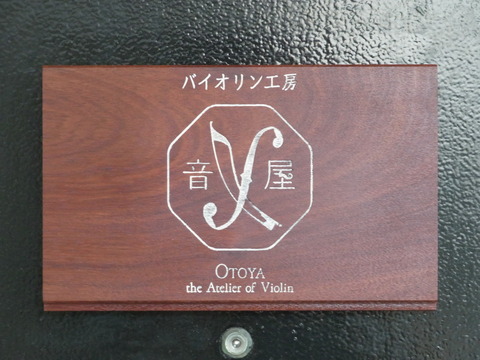 バイオリン工房
音屋
OTOYA
the Atelier of Violin